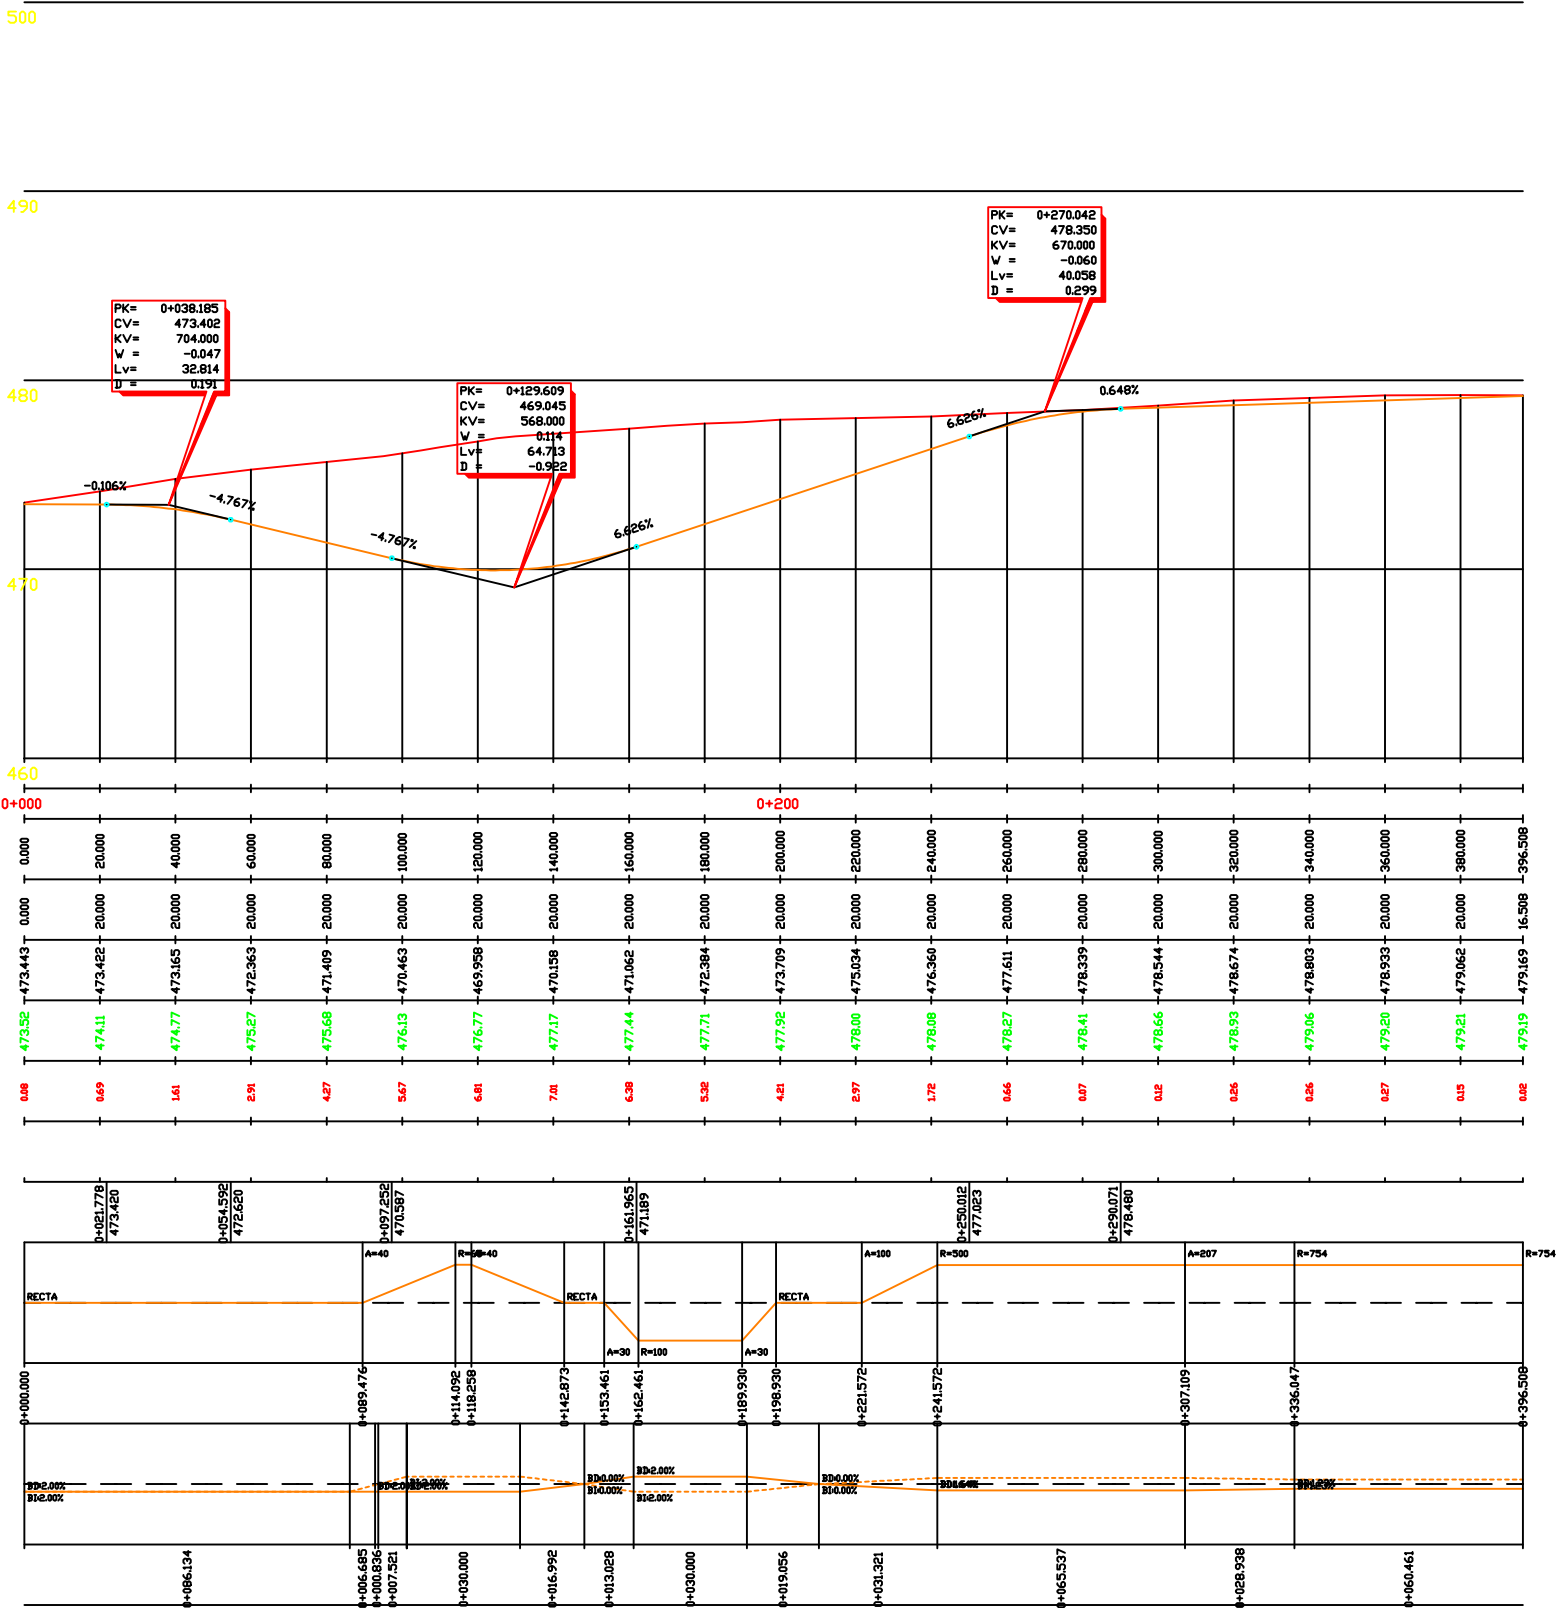 500
490
PK= 0+270.042
CV= 478.350
KV= 670.000
W = -0.060
Lv= 40.058
D = 0.299
PK= 0+038.185
CV= 473.402
KV= 704.000
W = -0.047
Lv= 32.814
D = 0.191
480
PK= 0+129.609
CV= 469.045
KV= 568.000
W = 0.114
Lv= 64.713
D = -0.922
0.648%
6.626%
-0.106%
-4.767%
-4.767%
6.626%
470
460
0+000 0+200
0.000 20.000 40.000 60.000 80.000 100.000 120.000 140.000 160.000 180.000 200.000 220.000 240.000 260.000 280.000 300.000 320.000 340.000 360.000 380.000 396.508
0.000 20.000 20.000 20.000 20.000 20.000 20.000 20.000 20.000 20.000 20.000 20.000 20.000 20.000 20.000 20.000 20.000 20.000 20.000 20.000 16.508
473.443 473.422 473.165 472.363 471.409 470.463 469.958 470.158 471.062 472.384 473.709 475.034 476.360 477.611 478.339 478.544 478.674 478.803 478.933 479.062 479.169
473.52 474.11 474.77 475.27 475.68 476.13 476.77 477.17 477.44 477.71 477.92 478.00 478.08 478.27 478.41 478.66 478.93 479.06 479.20 479.21 479.19
0.08 0.69 1.61 2.91 4.27 5.67 6.81 7.01 6.38 5.32 4.21 2.97 1.72 0.66 0.07 0.12 0.26 0.26 0.27 0.15 0.02
0+021.778 0+054.592 0+097.252 0+161.965 0+250.012 0+290.071
473.420 472.620 470.587 471.189 477.023 478.480
A=40 A=100 R=500 A=207 R=754 R=754
RECTA RECTA RECTA
A=30 R=100 A=30
0+000.000 0+089.476 0+114.092 0+118.258 0+142.873 0+153.461 0+162.461 0+189.930 0+198.930 0+221.572 0+241.572 0+307.109 0+336.047 0+396.508
BD:2.00% BD:0.00% BD:2.00% BD:0.00%
BI:2.00% BI:0.00% BI:2.00% BI:0.00%
0+086.134 0+006.685 0+000.836 0+007.521 0+030.000 0+016.992 0+013.028 0+030.000 0+019.056 0+031.321 0+065.537 0+028.938 0+060.461